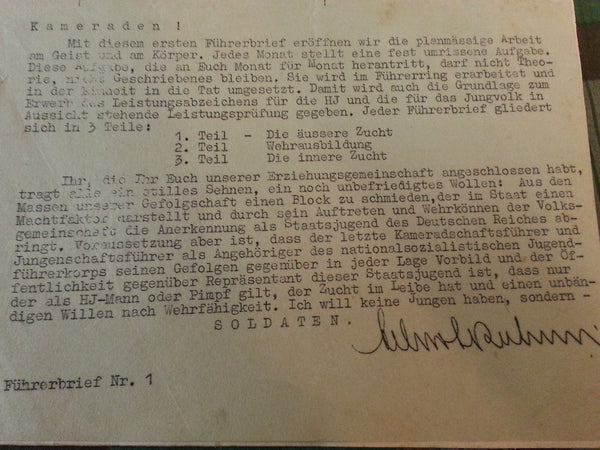 Kameraden !
Mit diesem ersten Führerbrief eröffnen wir die planmässige Arbeit
am Geist und am Körper. Jedes Monat stellt eine fest umrissene Aufgabe.
Diese Aufgabe, die an Euch Monat für Monat herantritt, darf nicht Theo-
rie, nicht Geschriebenes bleiben. Sie wird im Führerring erarbeitet und
in der Einheit in die Tat umgesetzt. Damit wird auch die Grundlage zum
Erwerb des Leistungsabzeichens für die HJ und die für das Jungvolk in
Aussicht stehende Leistungsprüfung gegeben. Jeder Führerbrief gliedert
sich in 3 Teile:
1. Teil - Die äussere Zucht
2. Teil Wehrausbildung
3. Teil Die innere Zucht
Ihr, die Ihr Euch unserer Erziehungsgemeinschaft angeschlossen habt,
tragt alle ein stilles Sehnen, ein noch unbefriedigtes Wollen: Aus den
Massen unserer Gefolgschaft einen Block zu schmieden, der im Staat einen
Machtfaktor darstellt und durch sein Auftreten und Wehrkönnen der Volks-
gemeinschaft die Anerkennung als Staatsjugend des Deutschen Reiches ab-
ringt. Voraussetzung aber ist, dass der letzte Kameradschaftsführer und
Jungenschaftsführer als Angehöriger des nationalsozialistischen Jugend-
führerkorps seinen Gefolgen gegenüber in jeder Lage Vorbild und der Öf-
fentlichkeit gegenüber Repräsentant dieser Staatsjugend ist, dass nur
der als HJ-Mann oder Pimpf gilt, der Zucht im Leibe hat und einen unbän-
digen Willen nach Wehrfähigkeit. Ich will keine Jungen haben, sondern -
SOLDATEN.
Führerbrief Nr. 1